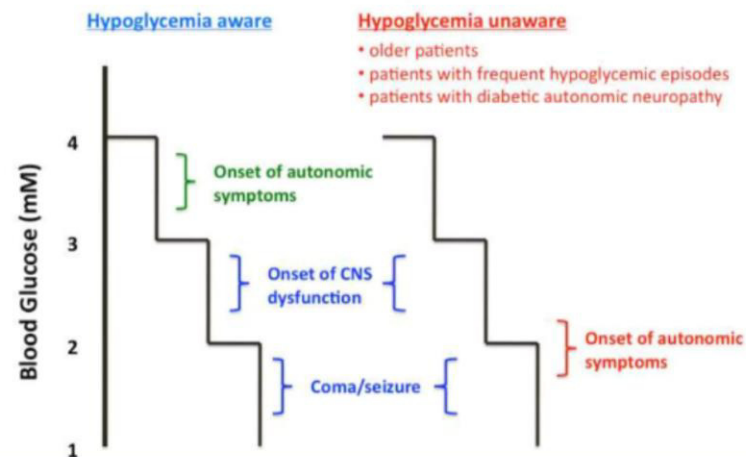 Hypoglycemia aware
Hypoglycemia unaware
• older patients
• patients with frequent hypoglycemic episodes
• patients with diabetic autonomic neuropathy
Blood Glucose (mM)
4
3
2
1
Onset of autonomic
symptoms
Onset of CNS
dysfunction
Coma/seizure
Onset of autonomic
symptoms